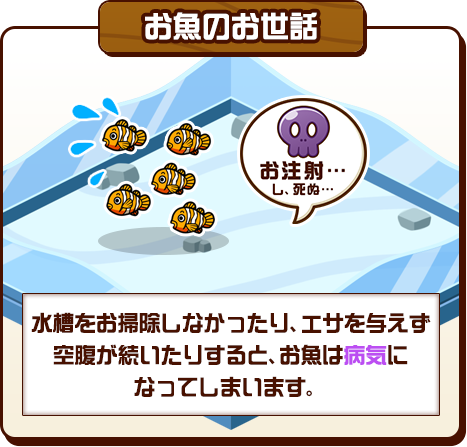 お魚のお世話
お注射…
し、死ぬ…
水槽をお掃除しなかったり、エサを与えず
空腹が続いたりすると、お魚は病気に
なってしまいます。